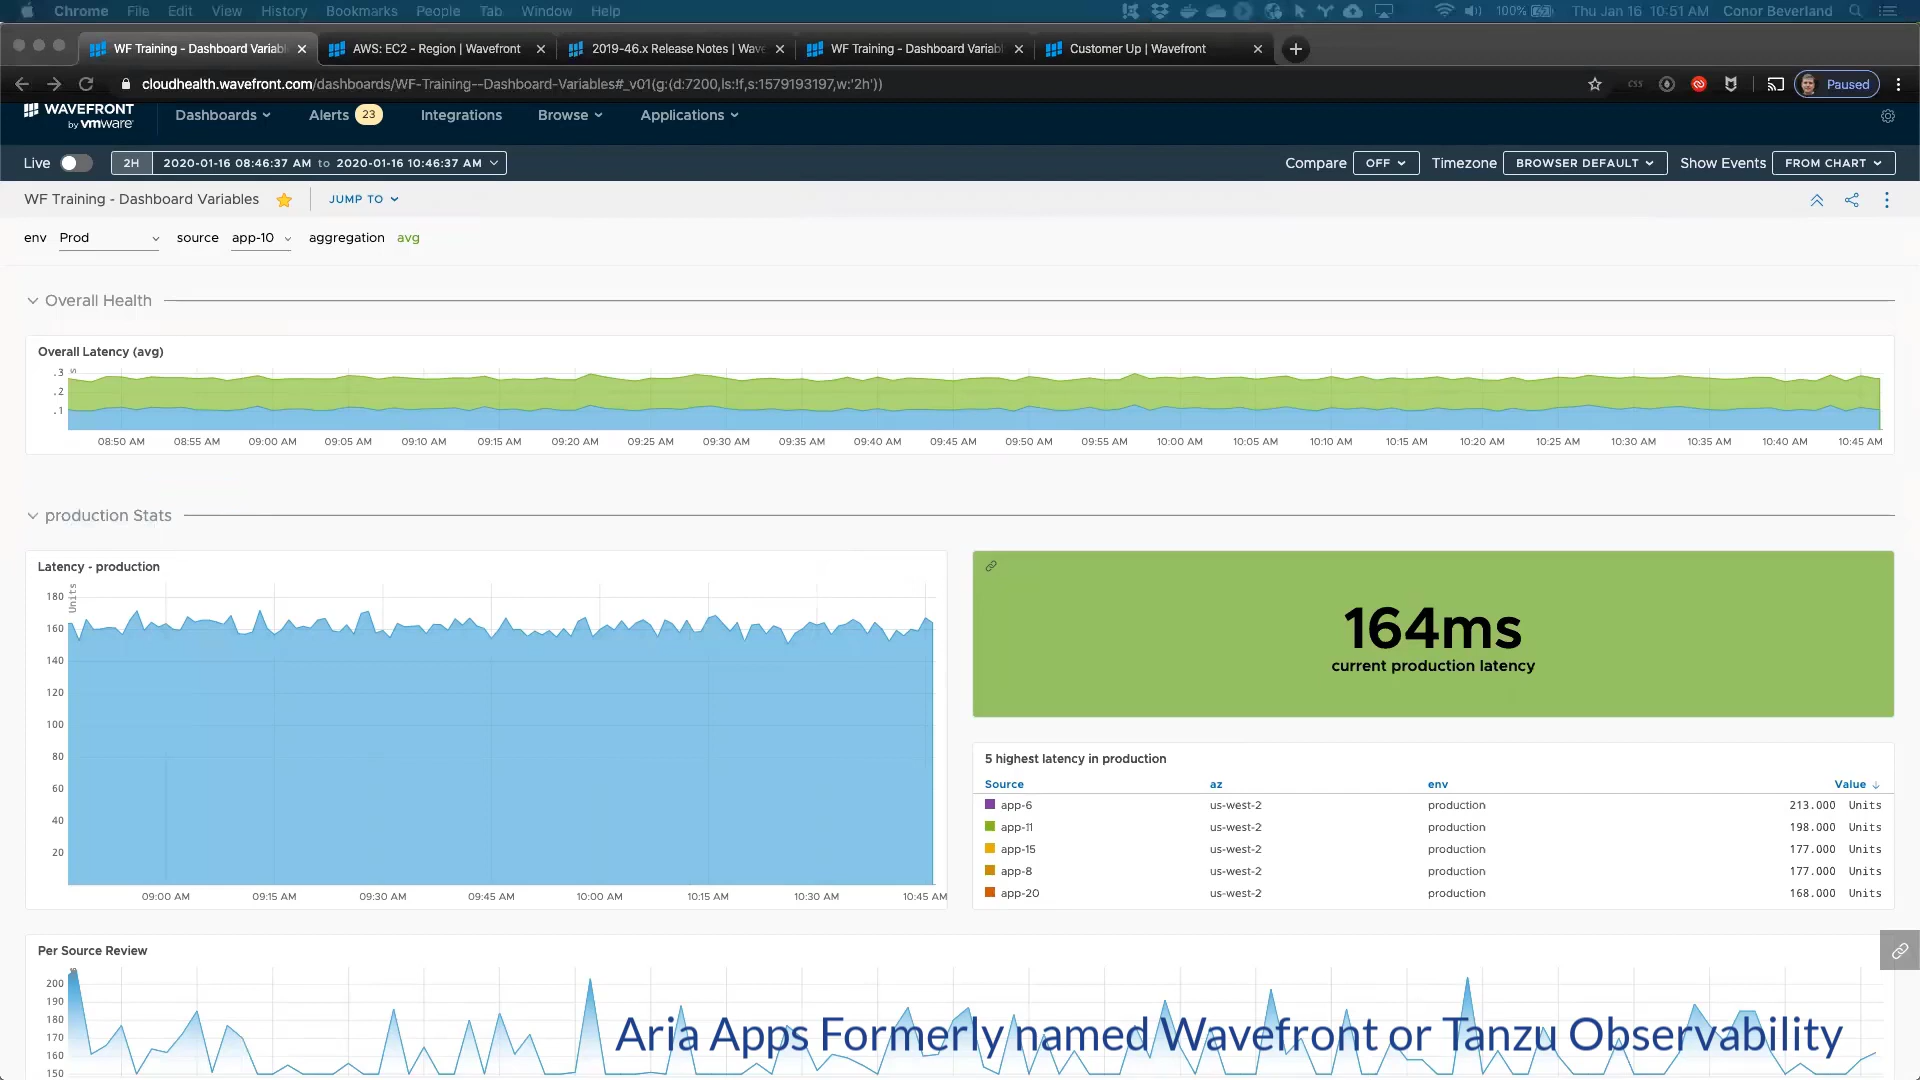 Chrome File Edit View History Bookmarks People Tab Window Help 100% Thu Jan 16 10:51 AM Conor Beverland
WF Training - Dashboard Variabl AWS: EC2 - Region | Wavefront 2019-46.x Release Notes | Wave WF Training - Dashboard Variabl Customer Up | Wavefront
cloudhealth.wavefront.com/dashboards/WF-Training--Dashboard-Variables#_v01(g:(d:7200,ls:!f,s:1579193197,w:'2h')) CSS Paused
WAVEFRONT
by vmware
Dashboards Alerts 23 Integrations Browse Applications
Live 2H 2020-01-16 08:46:37 AM to 2020-01-16 10:46:37 AM Compare OFF Timezone BROWSER DEFAULT Show Events FROM CHART
WF Training - Dashboard Variables JUMP TO
env Prod source app-10 aggregation avg
Overall Health
Overall Latency (avg)
.3 s
.2
.1
08:50 AM 08:55 AM 09:00 AM 09:05 AM 09:10 AM 09:15 AM 09:20 AM 09:25 AM 09:30 AM 09:35 AM 09:40 AM 09:45 AM 09:50 AM 09:55 AM 10:00 AM 10:05 AM 10:10 AM 10:15 AM 10:20 AM 10:25 AM 10:30 AM 10:35 AM 10:40 AM 10:45 AM
production Stats
Latency - production
Units
180
160
140
120
100
80
60
40
20
09:00 AM 09:15 AM 09:30 AM 09:45 AM 10:00 AM 10:15 AM 10:30 AM 10:45 AM
164ms
current production latency
5 highest latency in production
Source az env Value
app-6 us-west-2 production 213.000 Units
app-11 us-west-2 production 198.000 Units
app-15 us-west-2 production 177.000 Units
app-8 us-west-2 production 177.000 Units
app-20 us-west-2 production 168.000 Units
Per Source Review
200
190
180
170
160
150
Aria Apps Formerly named Wavefront or Tanzu Observability